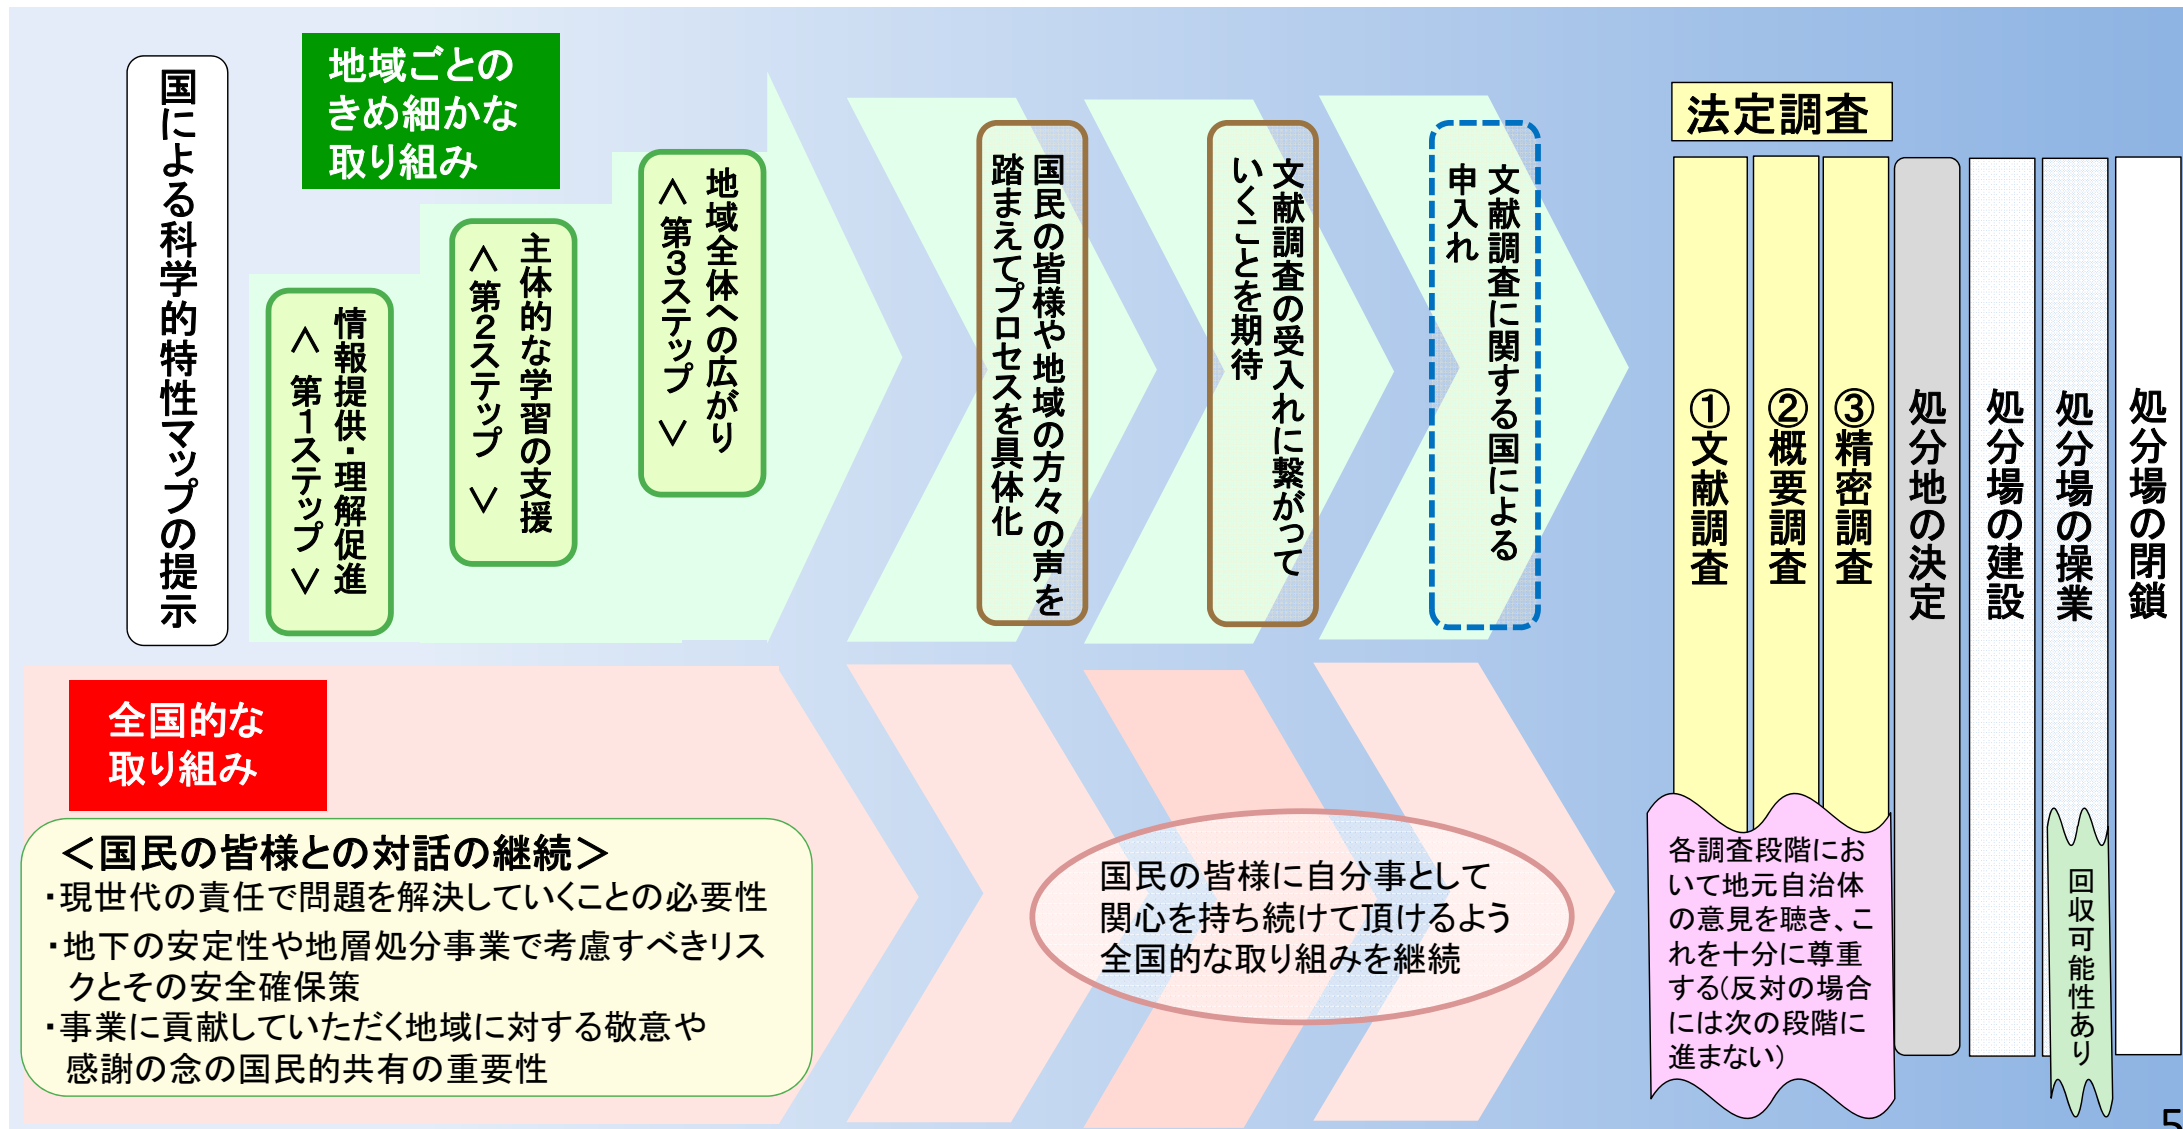 国による科学的特性マップの提示
地域ごとの
きめ細かな
取り組み
情報提供・理解促進
＜ 第1ステップ ＞
主体的な学習の支援
＜第2ステップ ＞
地域全体への広がり
＜ 第3ステップ ＞
国民の皆様や地域の方々の声を
踏まえてプロセスを具体化
文献調査の受入れに繋がって
いくことを期待
文献調査に関する国による
申入れ
法定調査
①文献調査
②概要調査
③精密調査
処分地の決定
処分場の建設
処分場の操業
処分場の閉鎖
全国的な
取り組み
＜国民の皆様との対話の継続＞
・現世代の責任で問題を解決していくことの必要性
・地下の安定性や地層処分事業で考慮すべきリス
クとその安全確保策
・事業に貢献していただく地域に対する敬意や
感謝の念の国民的共有の重要性
国民の皆様に自分事として
関心を持ち続けて頂けるよう
全国的な取り組みを継続
各調査段階にお
いて地元自治体
の意見を聴き、こ
れを十分に尊重
する（反対の場合
には次の段階に
進まない）
回収可能性あり
5